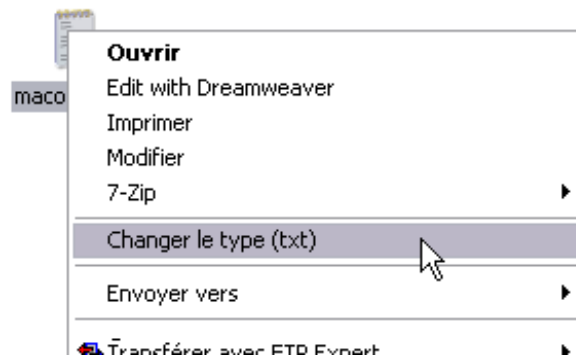 maco
Ouvrir
Edit with Dreamweaver
Imprimer
Modifier
7-Zip
Changer le type (txt)
Envoyer vers
Transférer avec FTP Expert